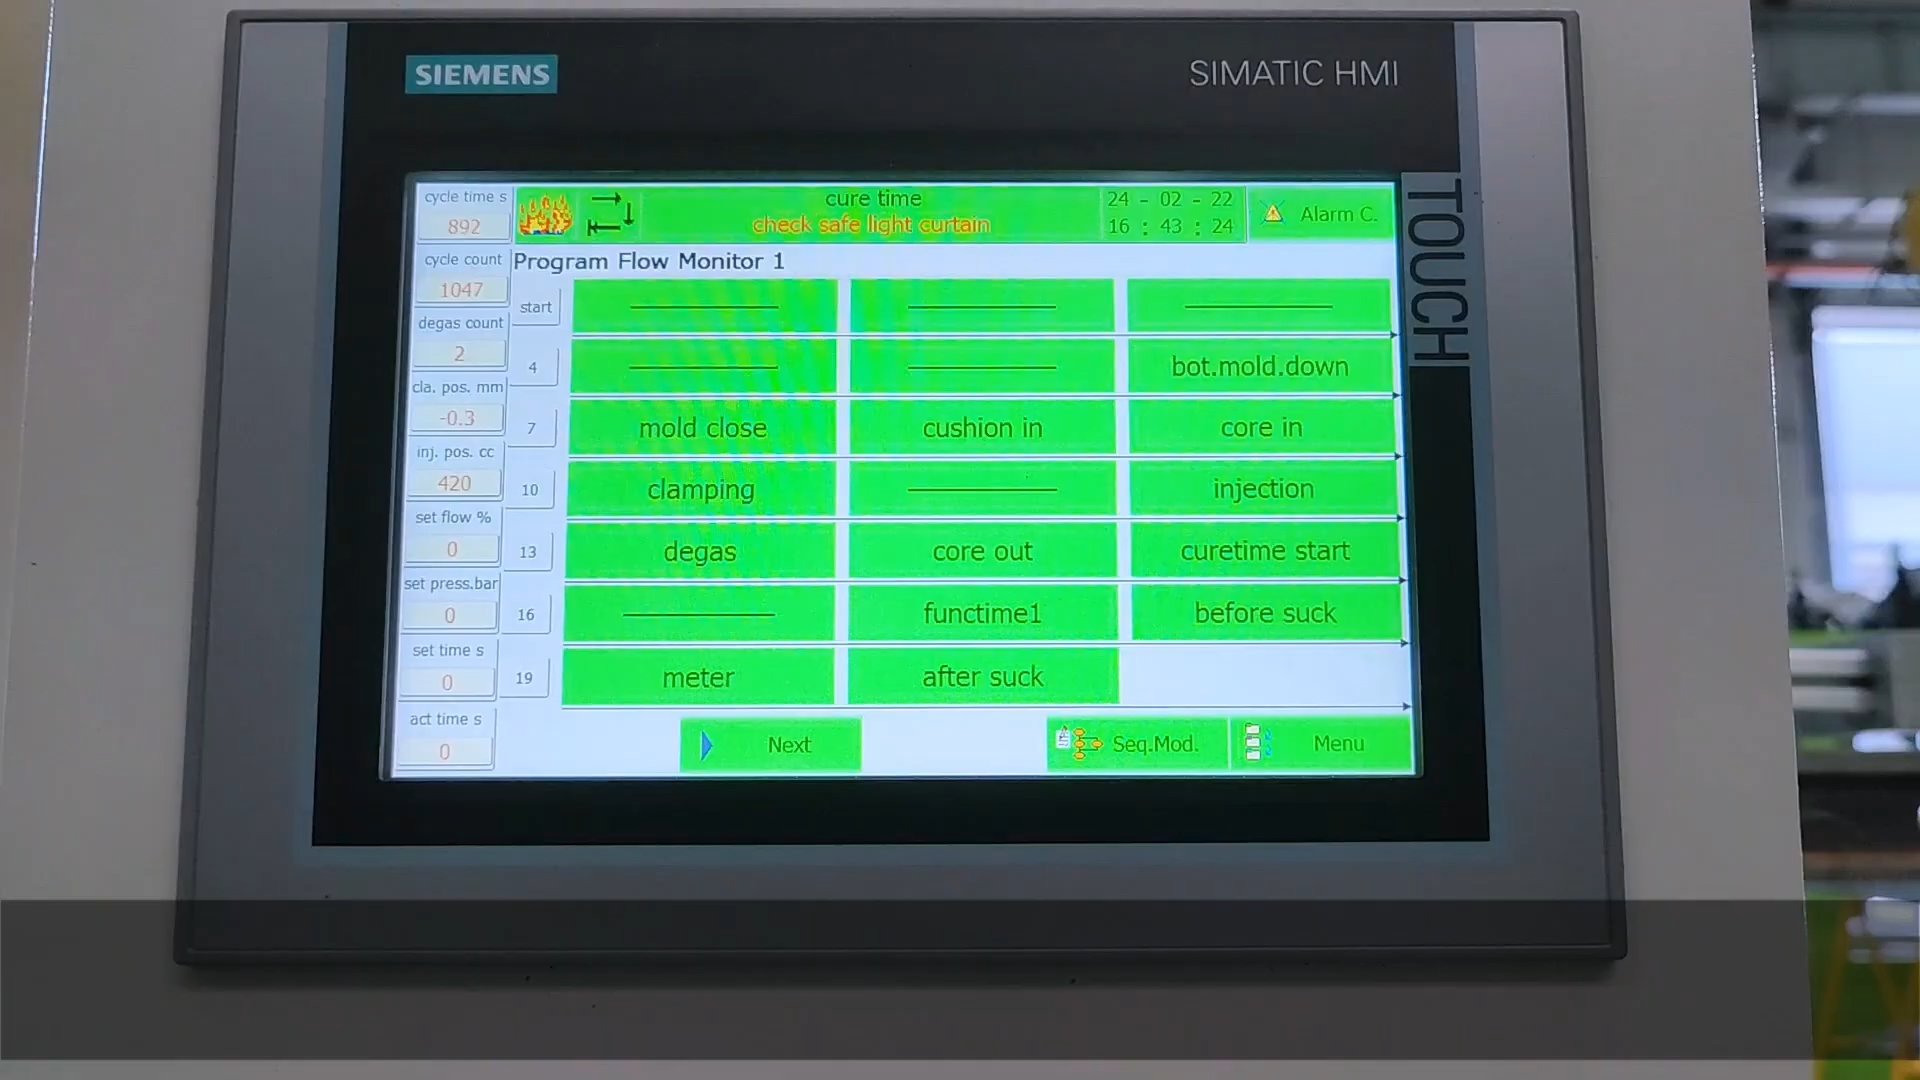 SIEMENS
SIMATIC HMI
TOUCH
cycle time s
892
cure time
check safe light curtain
24 - 02 - 22
16 : 43 : 24
Alarm C.
cycle count
1047
Program Flow Monitor 1
start
degas count
2
4
bot.mold.down
cla. pos. mm
-0.3
7
mold close
cushion in
core in
inj. pos. cc
420
10
clamping
injection
set flow %
0
13
degas
core out
curetime start
set press.bar
0
16
functime1
before suck
set time s
0
19
meter
after suck
act time s
0
Next
Seq.Mod.
Menu